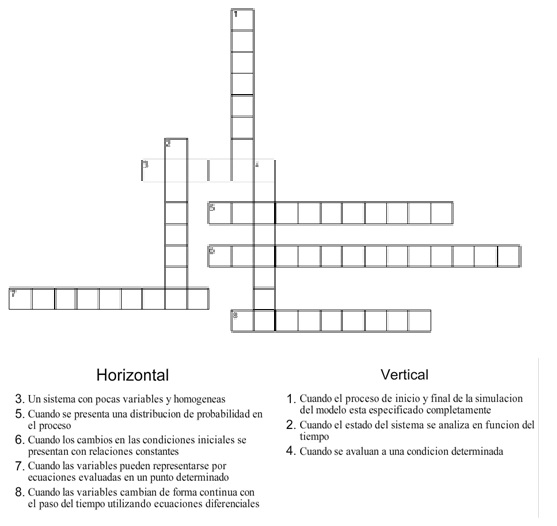 1
2
3
4
5
6
7
8
Horizontal
3. Un sistema con pocas variables y homogeneas
5. Cuando se presenta una distribucion de probabilidad en
el proceso
6. Cuando los cambios en las condiciones iniciales se
presentan con relaciones constantes
7. Cuando las variables pueden representarse por
ecuaciones evaluadas en un punto determinado
8. Cuando las variables cambian de forma continua con
el paso del tiempo utilizando ecuaciones diferenciales
Vertical
1. Cuando el proceso de inicio y final de la simulacion
del modelo esta especificado completamente
2. Cuando el estado del sistema se analiza en funcion del
tiempo
4. Cuando se avaluan a una condicion determinada